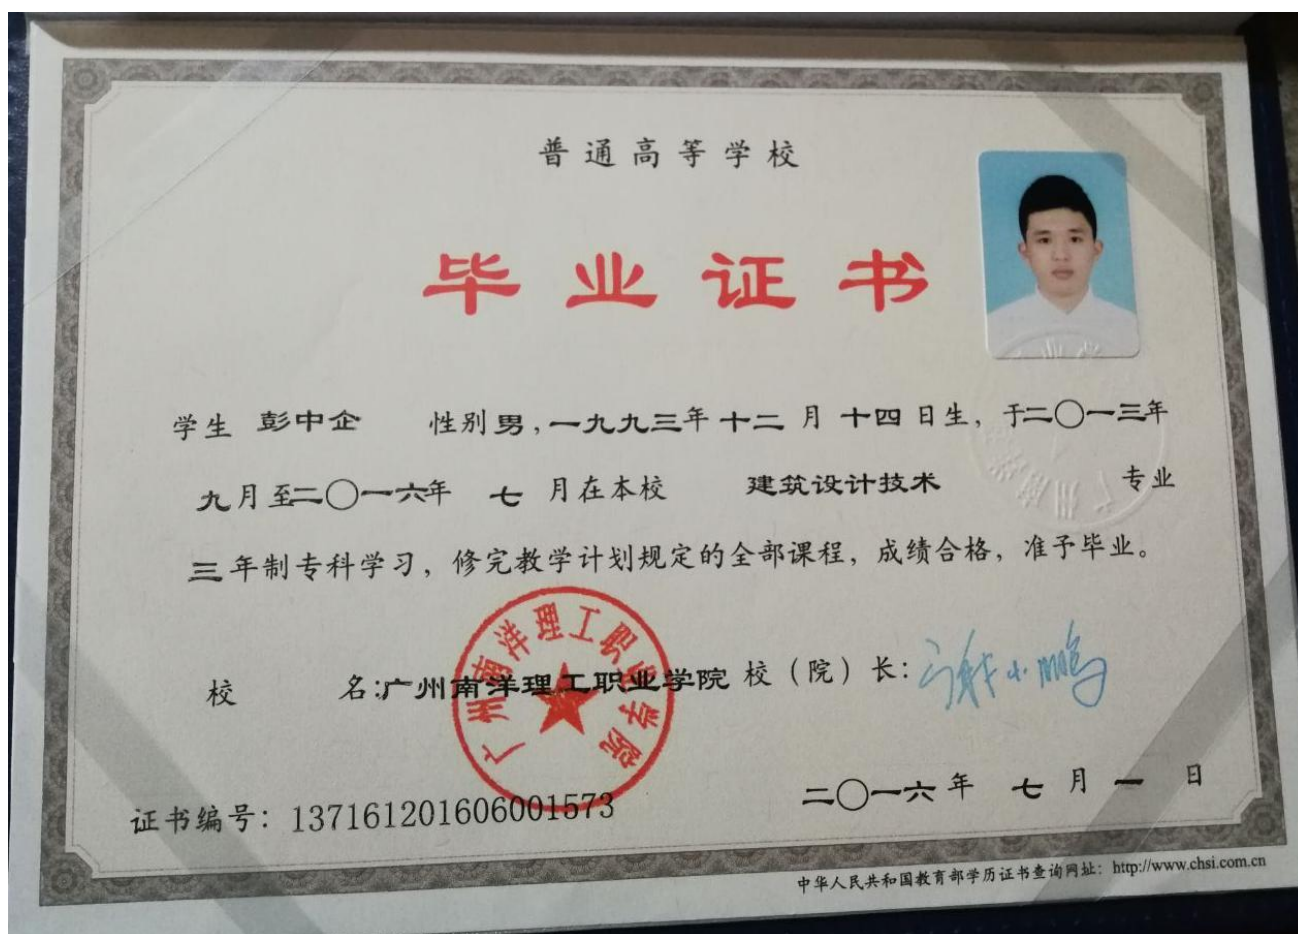 普通高等学校
毕业证书
学生 彭中企 性别男，一九九三年十二月十四日生，于二〇一三年
九月至二〇一六年 七 月在本校 建筑设计技术 专业
三年制专科学习，修完教学计划规定的全部课程，成绩合格，准予毕业。
校 名:广州南洋理工职业学院 校（院）长：谢小鹏
广州南洋理工职业学院
二〇一六年 七 月 一 日
证书编号：137161201606001573
中华人民共和国教育部学历证书查询网址：http://www.chsi.com.cn